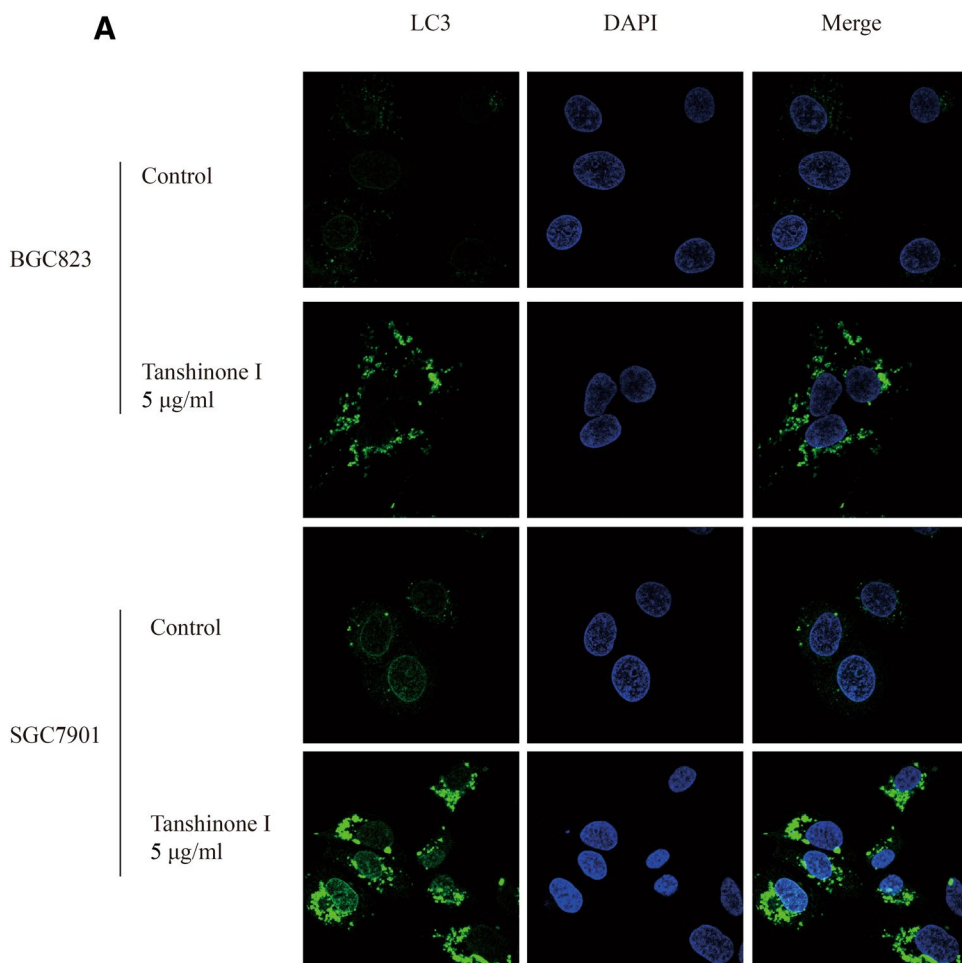 A
LC3
DAPI
Merge
BGC823
Control
Tanshinone I
5 μg/ml
SGC7901
Control
Tanshinone I
5 μg/ml